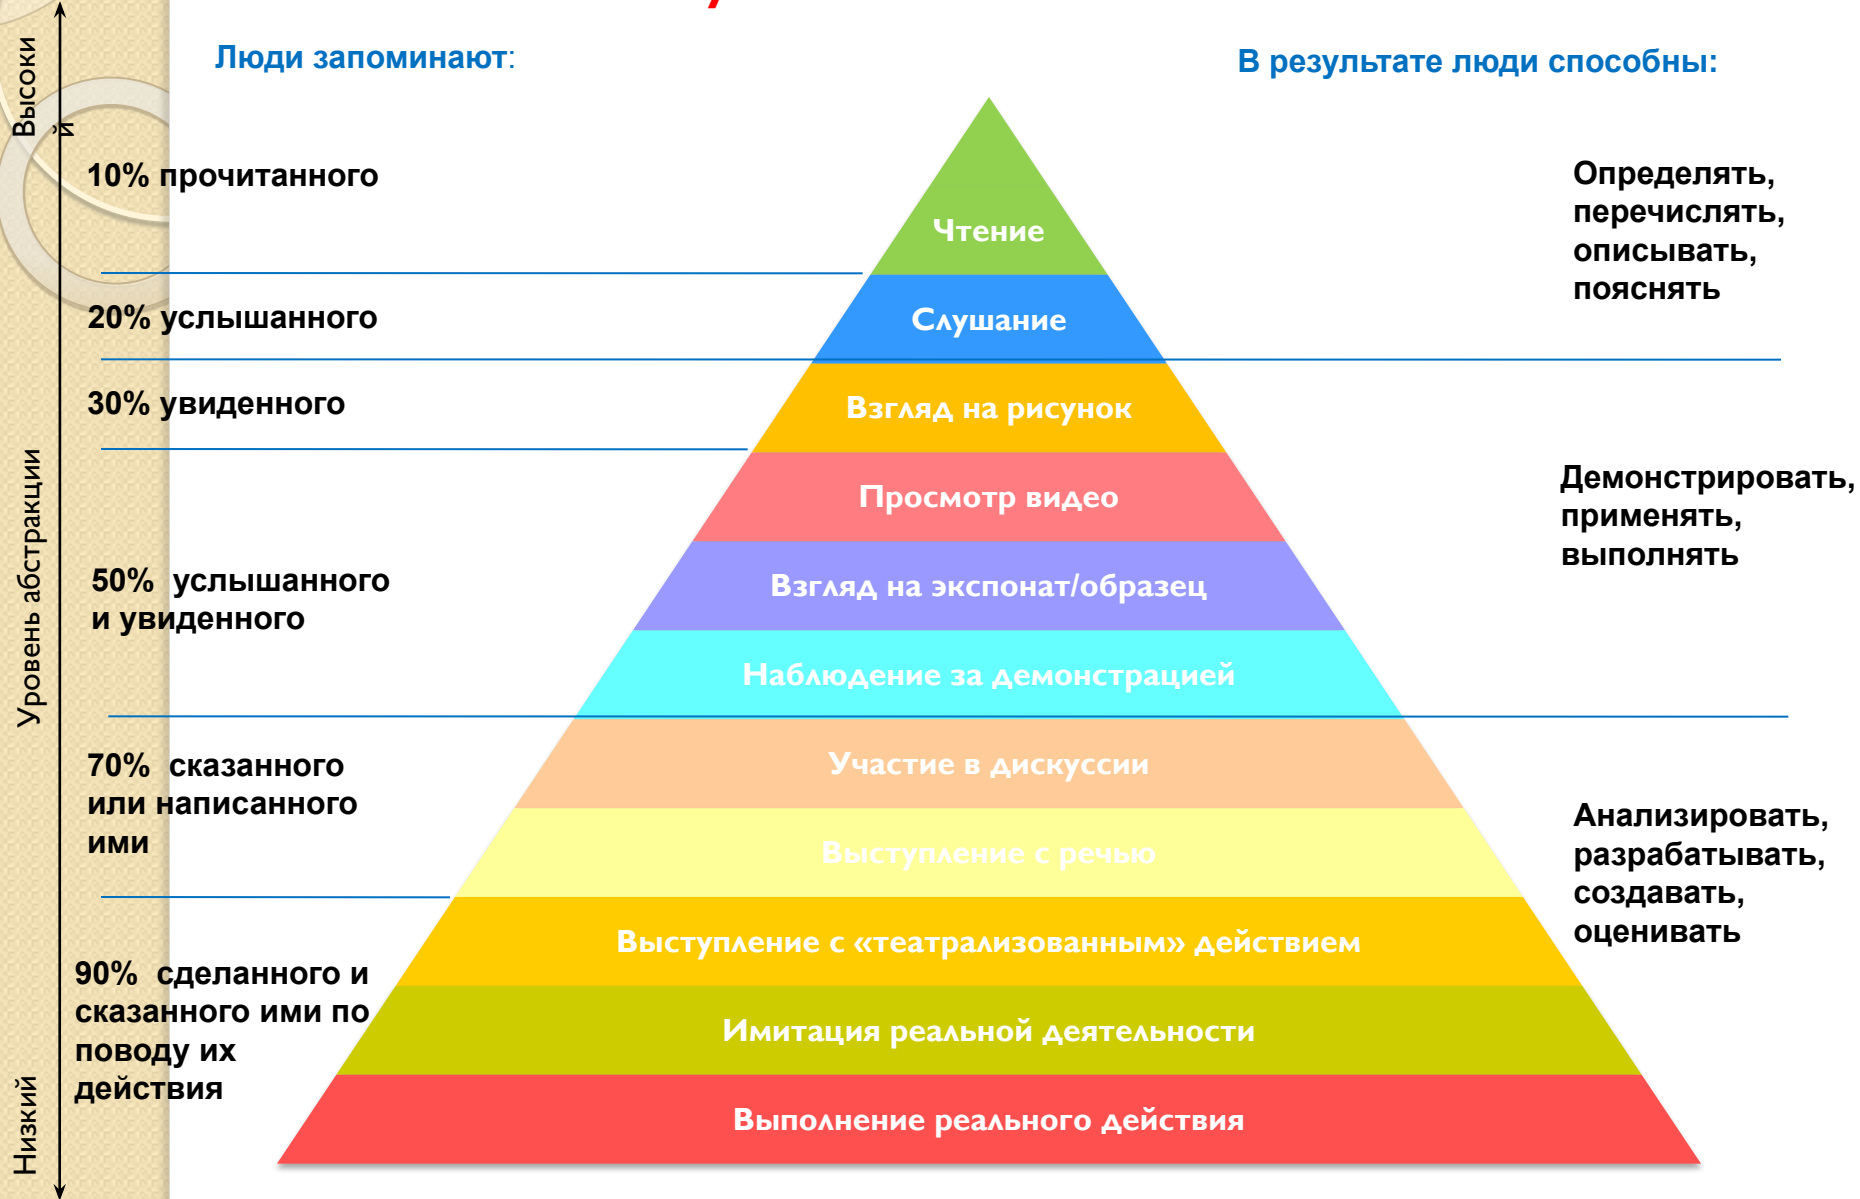 Люди запоминают:
В результате люди способны:
Высоки
й
Уровень абстракции
Низкий
10% прочитанного
20% услышанного
30% увиденного
50%  услышанного
и увиденного
70%  сказанного
или написанного
ими
90%  сделанного и
сказанного ими по
поводу их
действия
Чтение
Слушание
Взгляд на рисунок
Просмотр видео
Взгляд на экспонат/образец
Наблюдение за демонстрацией
Участие в дискуссии
Выступление с речью
Выступление с «театрализованным» действием
Имитация реальной деятельности
Выполнение реального действия
Определять,
перечислять,
описывать,
пояснять
Демонстрировать,
применять,
выполнять
Анализировать,
разрабатывать,
создавать,
оценивать